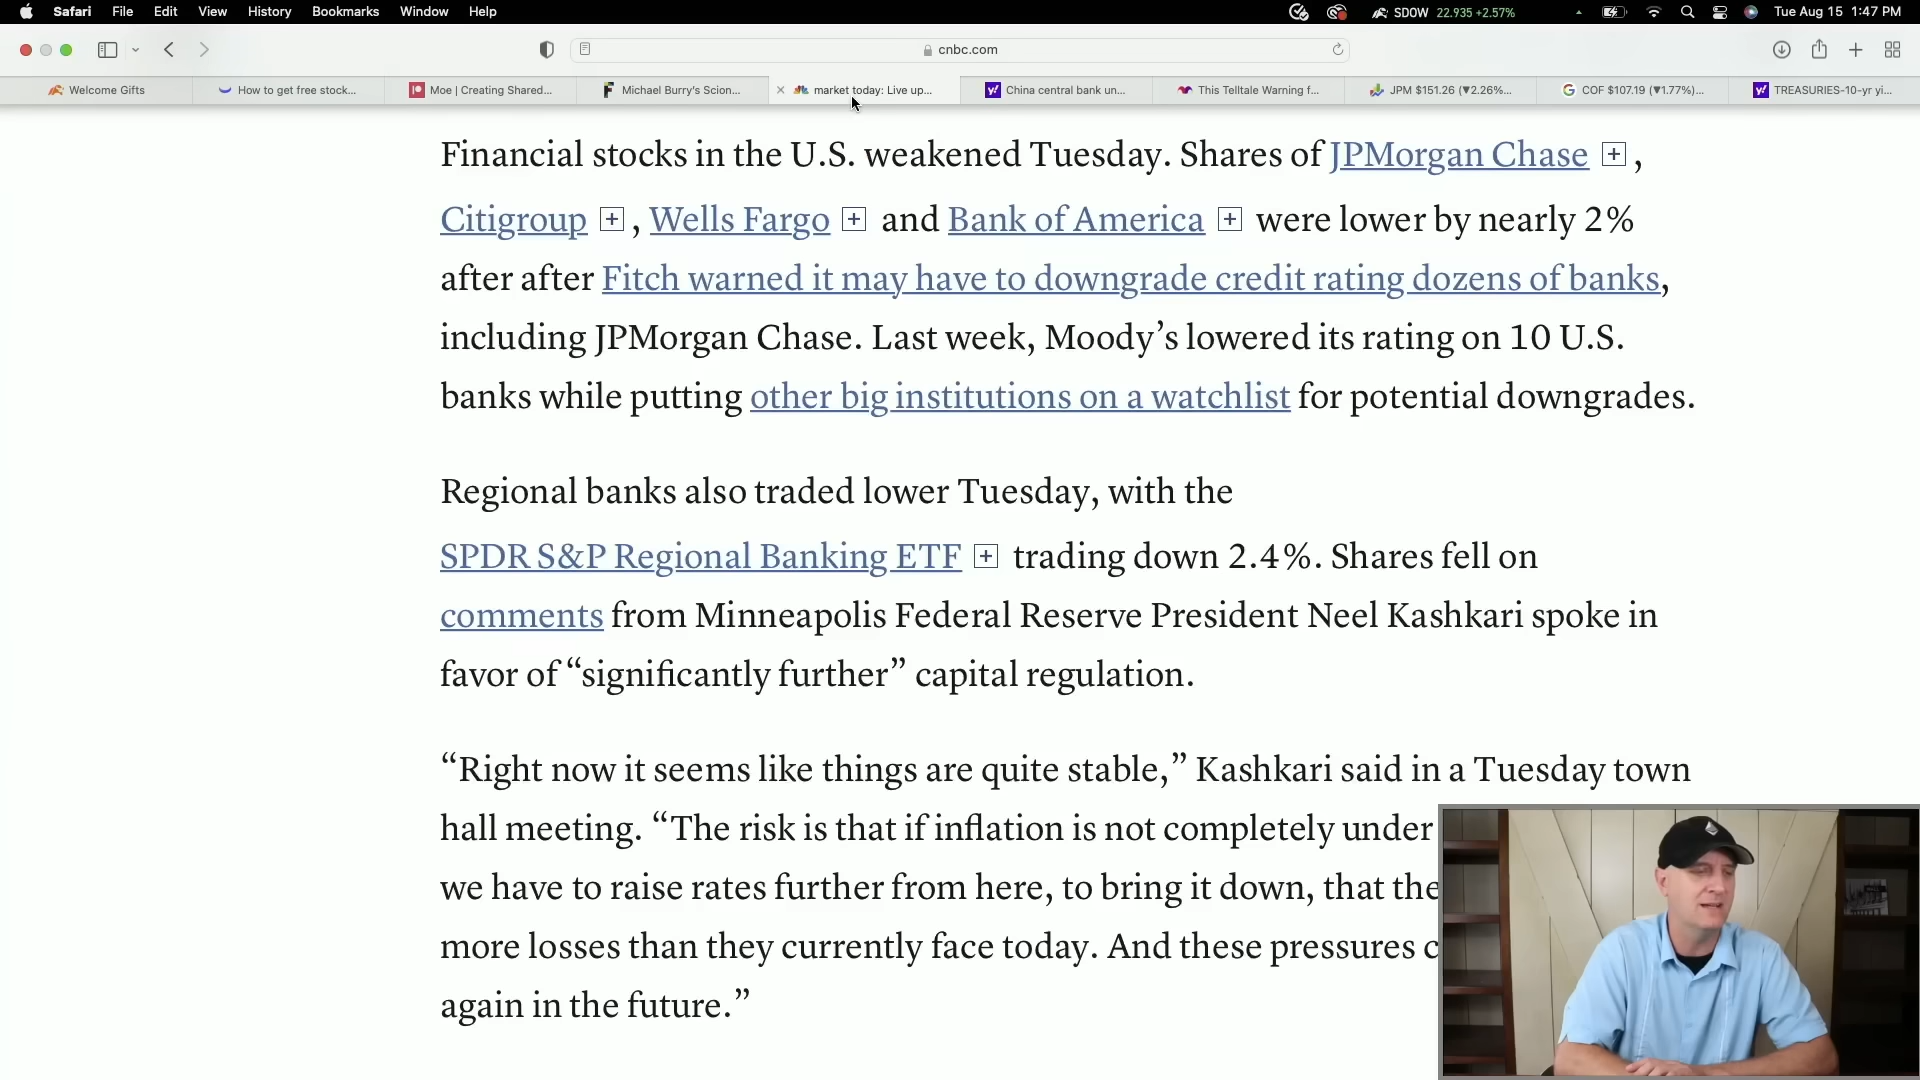 Safari File Edit View History Bookmarks Window Help SDOW 22.935 +2.57% Tue Aug 15 1:47 PM
cnbc.com
Welcome Gifts How to get free stock... Moe | Creating Shared... Michael Burry's Scion... market today: Live up... China central bank un... This Telltale Warning f... JPM $151.26 (▼2.26%... COF $107.19 (▼1.77%)... TREASURIES-10-yr yi...
Financial stocks in the U.S. weakened Tuesday. Shares of JPMorgan Chase + ,
Citigroup + , Wells Fargo + and Bank of America + were lower by nearly 2%
after after Fitch warned it may have to downgrade credit rating dozens of banks,
including JPMorgan Chase. Last week, Moody’s lowered its rating on 10 U.S.
banks while putting other big institutions on a watchlist for potential downgrades.
Regional banks also traded lower Tuesday, with the
SPDR S&P Regional Banking ETF + trading down 2.4%. Shares fell on
comments from Minneapolis Federal Reserve President Neel Kashkari spoke in
favor of “significantly further” capital regulation.
“Right now it seems like things are quite stable,” Kashkari said in a Tuesday town
hall meeting. “The risk is that if inflation is not completely under
we have to raise rates further from here, to bring it down, that the
more losses than they currently face today. And these pressures c
again in the future.”